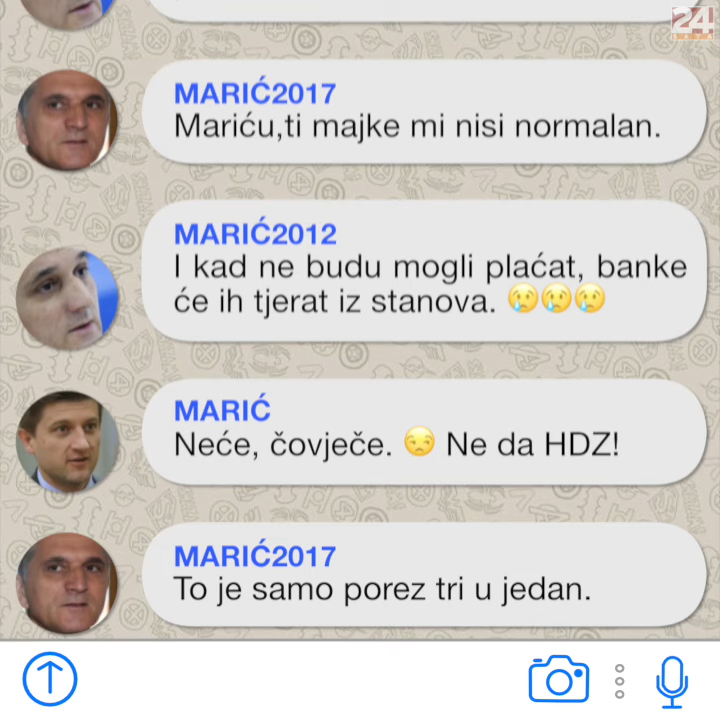 24
MARIĆ2017
Mariću,ti majke mi nisi normalan.
MARIĆ2012
I kad ne budu mogli plaćat, banke
će ih tjerat iz stanova. 😢😢😢
MARIĆ
Neće, čovječe. 😒 Ne da HDZ!
MARIĆ2017
To je samo porez tri u jedan.